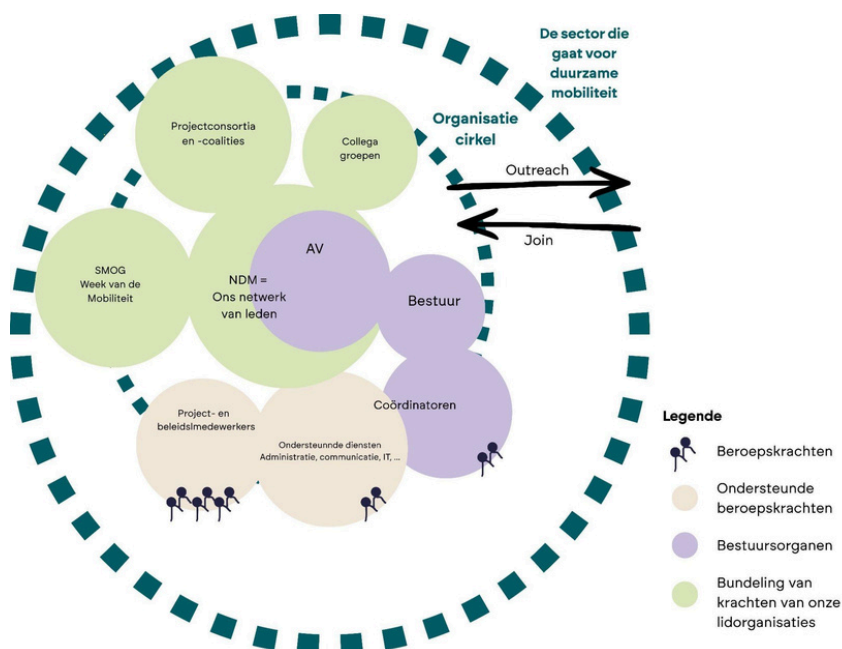 De sector die
gaat voor
duurzame
mobiliteit
Organisatie
cirkel
Projectconsortia
en -coalities
Collega
groepen
Outreach
Join
AV
SMOG
Week van de
Mobiliteit
NDM =
Ons netwerk
van leden
Bestuur
Coördinatoren
Project- en
beleidslmedewerkers
Ondersteunnde diensten
Administratie, communicatie, IT, ...
Legende
Beroepskrachten
Ondersteunde
beroepskrachten
Bestuursorganen
Bundeling van
krachten van onze
lidorganisaties